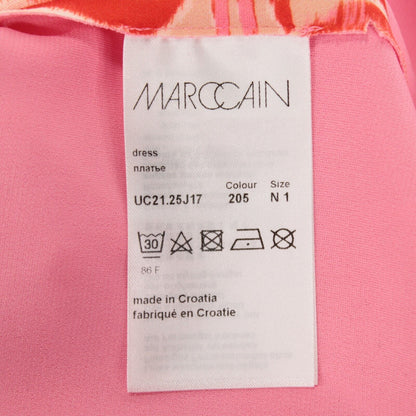 MARCCAIN
dress
платье
Colour Size
UC21.25J17 205 N 1
30
86 F
made in Croatia
fabriqué en Croatie